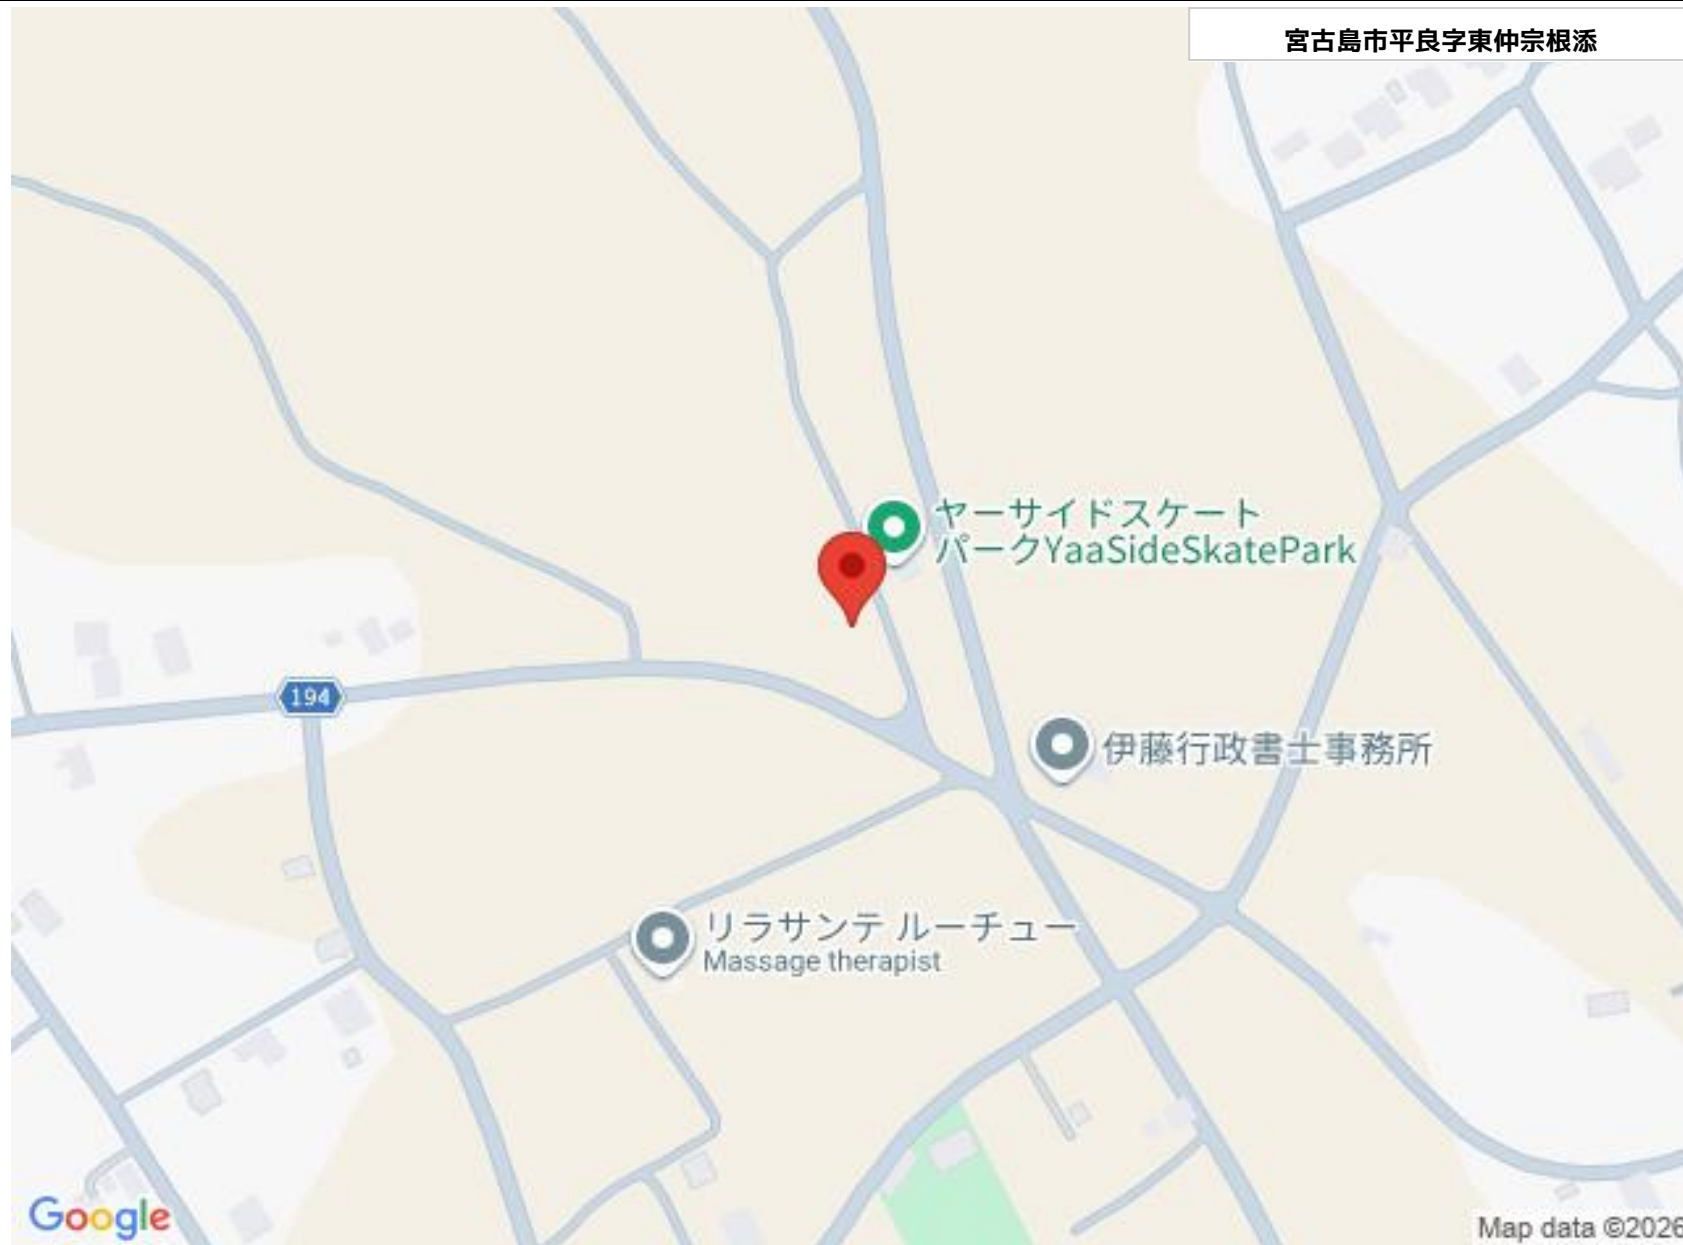 宮古島市平良字東仲宗根添
ヤーサイドスケート
パークYaaSideSkatePark
194
伊藤行政書士事務所
リラサンテ ルーチュー
Massage therapist
Google
Map data ©2026